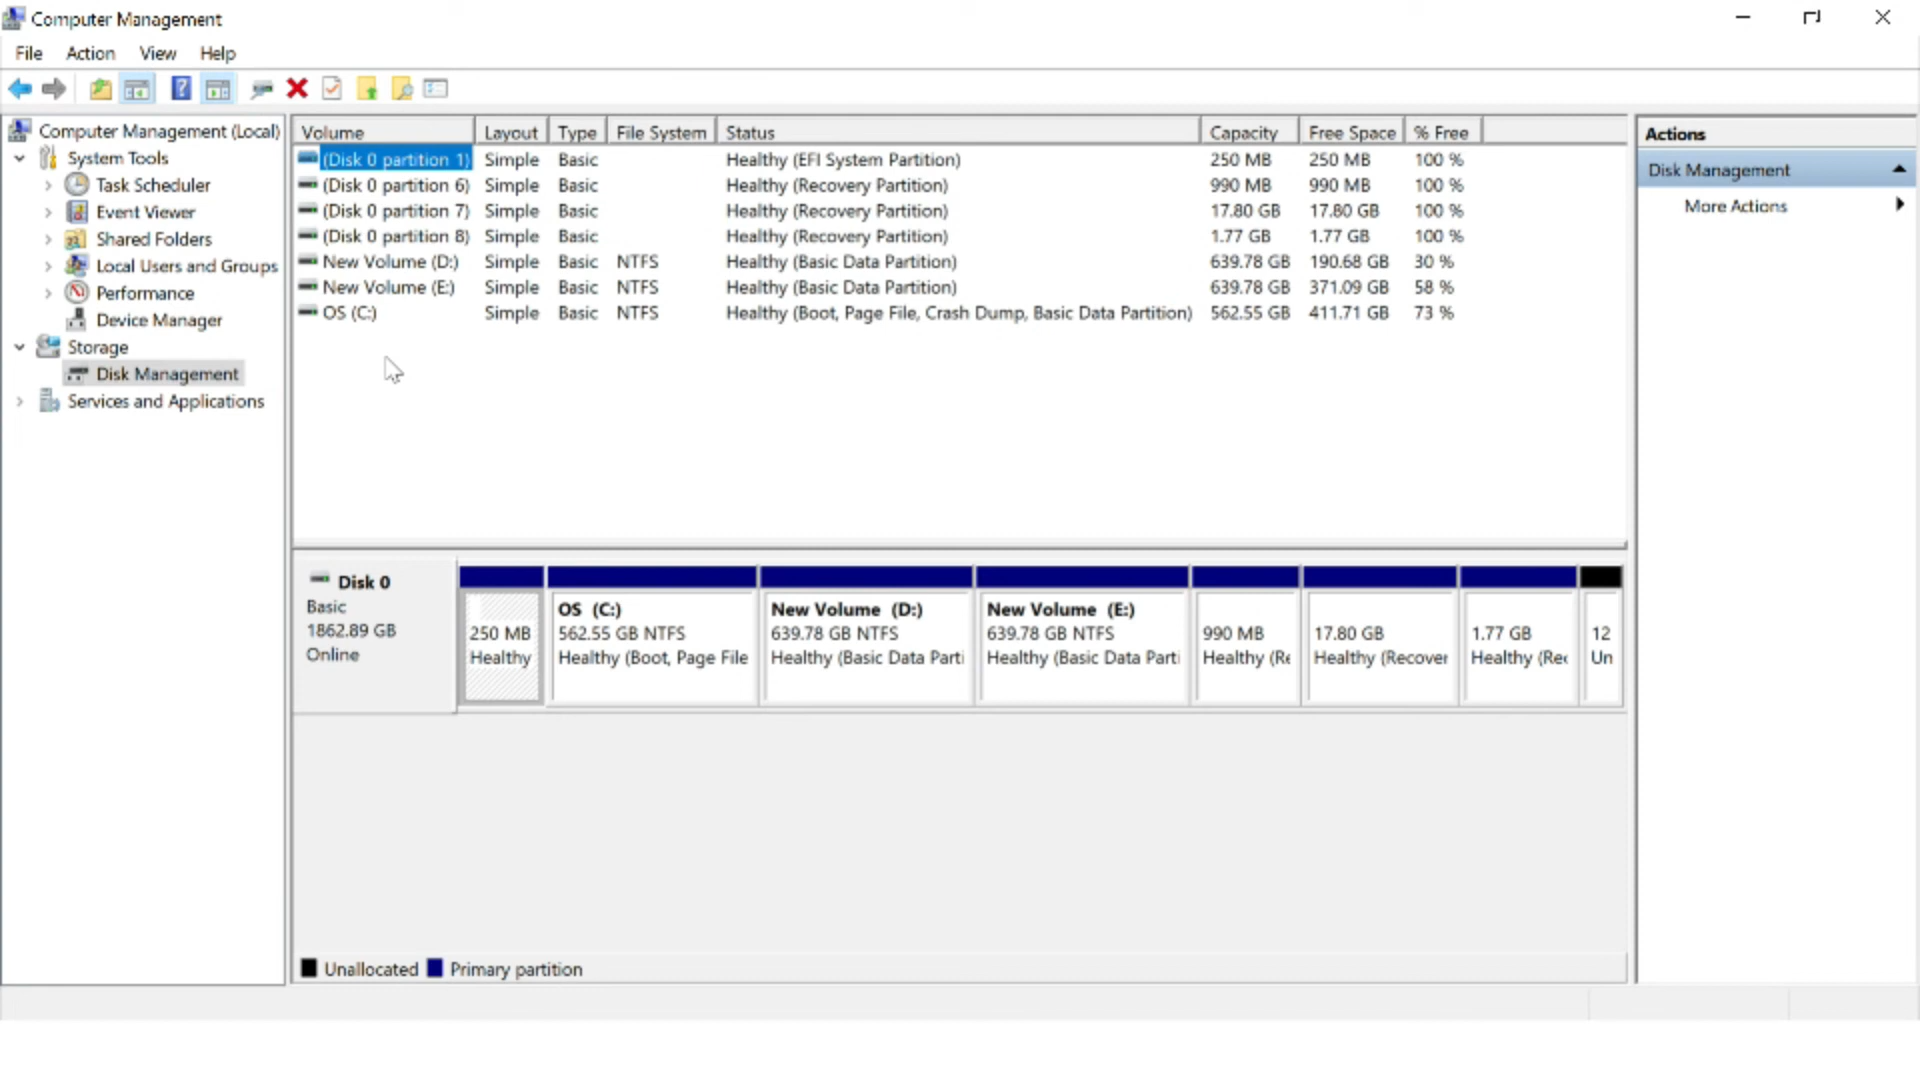 Computer Management
File Action View Help
Computer Management (Local)
System Tools
Task Scheduler
Event Viewer
Shared Folders
Local Users and Groups
Performance
Device Manager
Storage
Disk Management
Services and Applications
Volume Layout Type File System Status Capacity Free Space % Free
(Disk 0 partition 1) Simple Basic Healthy (EFI System Partition) 250 MB 250 MB 100 %
(Disk 0 partition 6) Simple Basic Healthy (Recovery Partition) 990 MB 990 MB 100 %
(Disk 0 partition 7) Simple Basic Healthy (Recovery Partition) 17.80 GB 17.80 GB 100 %
(Disk 0 partition 8) Simple Basic Healthy (Recovery Partition) 1.77 GB 1.77 GB 100 %
New Volume (D:) Simple Basic NTFS Healthy (Basic Data Partition) 639.78 GB 190.68 GB 30 %
New Volume (E:) Simple Basic NTFS Healthy (Basic Data Partition) 639.78 GB 371.09 GB 58 %
OS (C:) Simple Basic NTFS Healthy (Boot, Page File, Crash Dump, Basic Data Partition) 562.55 GB 411.71 GB 73 %
Disk 0
Basic
1862.89 GB
Online
250 MB
Healthy
OS (C:)
562.55 GB NTFS
Healthy (Boot, Page File
New Volume (D:)
639.78 GB NTFS
Healthy (Basic Data Parti
New Volume (E:)
639.78 GB NTFS
Healthy (Basic Data Parti
990 MB
Healthy (Re
17.80 GB
Healthy (Recover
1.77 GB
Healthy (Rec
12
Un
Unallocated Primary partition
Actions
Disk Management
More Actions